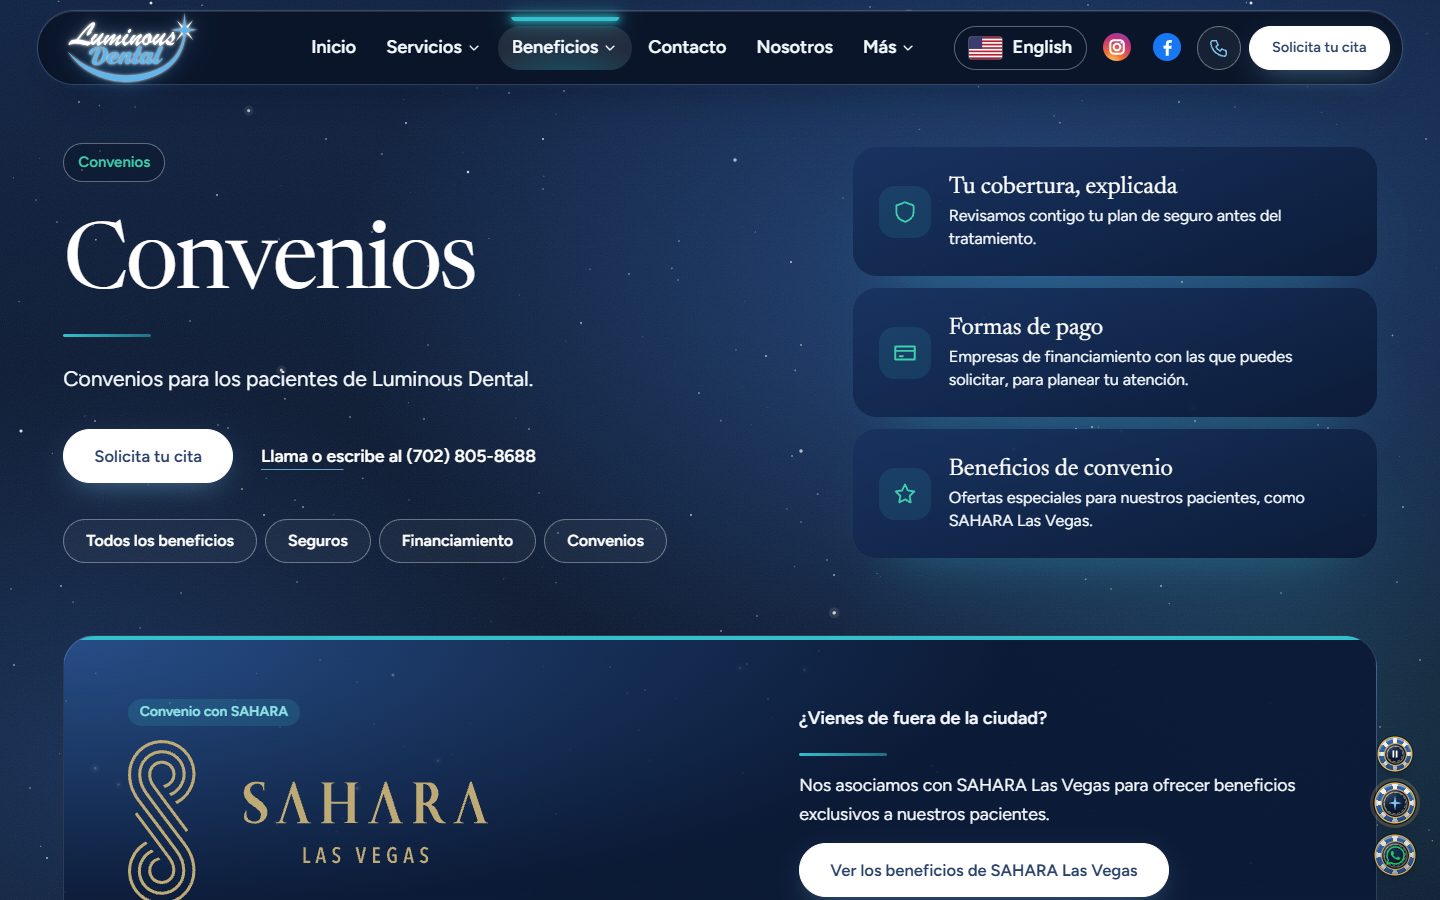 Luminous
Dental
Inicio
Servicios
Beneficios
Contacto
Nosotros
Más
English
Solicita tu cita
Convenios
Convenios
Convenios para los pacientes de Luminous Dental.
Solicita tu cita
Llama o escribe al (702) 805-8688
Todos los beneficios
Seguros
Financiamiento
Convenios
Tu cobertura, explicada
Revisamos contigo tu plan de seguro antes del
tratamiento.
Formas de pago
Empresas de financiamiento con las que puedes
solicitar, para planear tu atención.
Beneficios de convenio
Ofertas especiales para nuestros pacientes, como
SAHARA Las Vegas.
Convenio con SAHARA
SAHARA
LAS VEGAS
¿Vienes de fuera de la ciudad?
Nos asociamos con SAHARA Las Vegas para ofrecer beneficios
exclusivos a nuestros pacientes.
Ver los beneficios de SAHARA Las Vegas